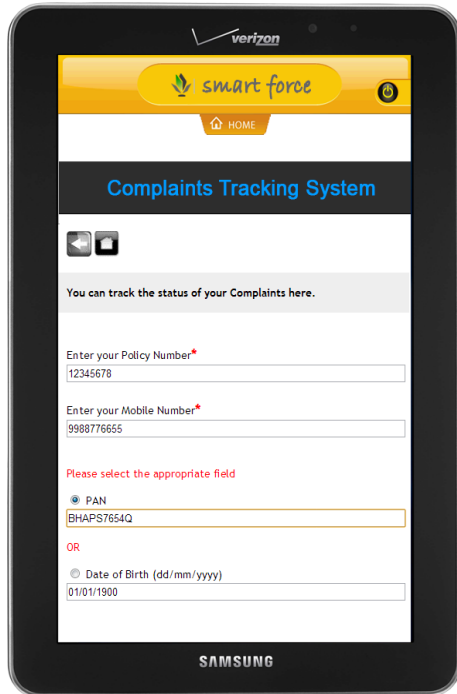 verizon
smart force
HOME
Complaints Tracking System
You can track the status of your Complaints here.
Enter your Policy Number*
12345678
Enter your Mobile Number*
9988776655
Please select the appropriate field
PAN
BHAPS7654Q
OR
Date of Birth (dd/mm/yyyy)
01/01/1900
SAMSUNG